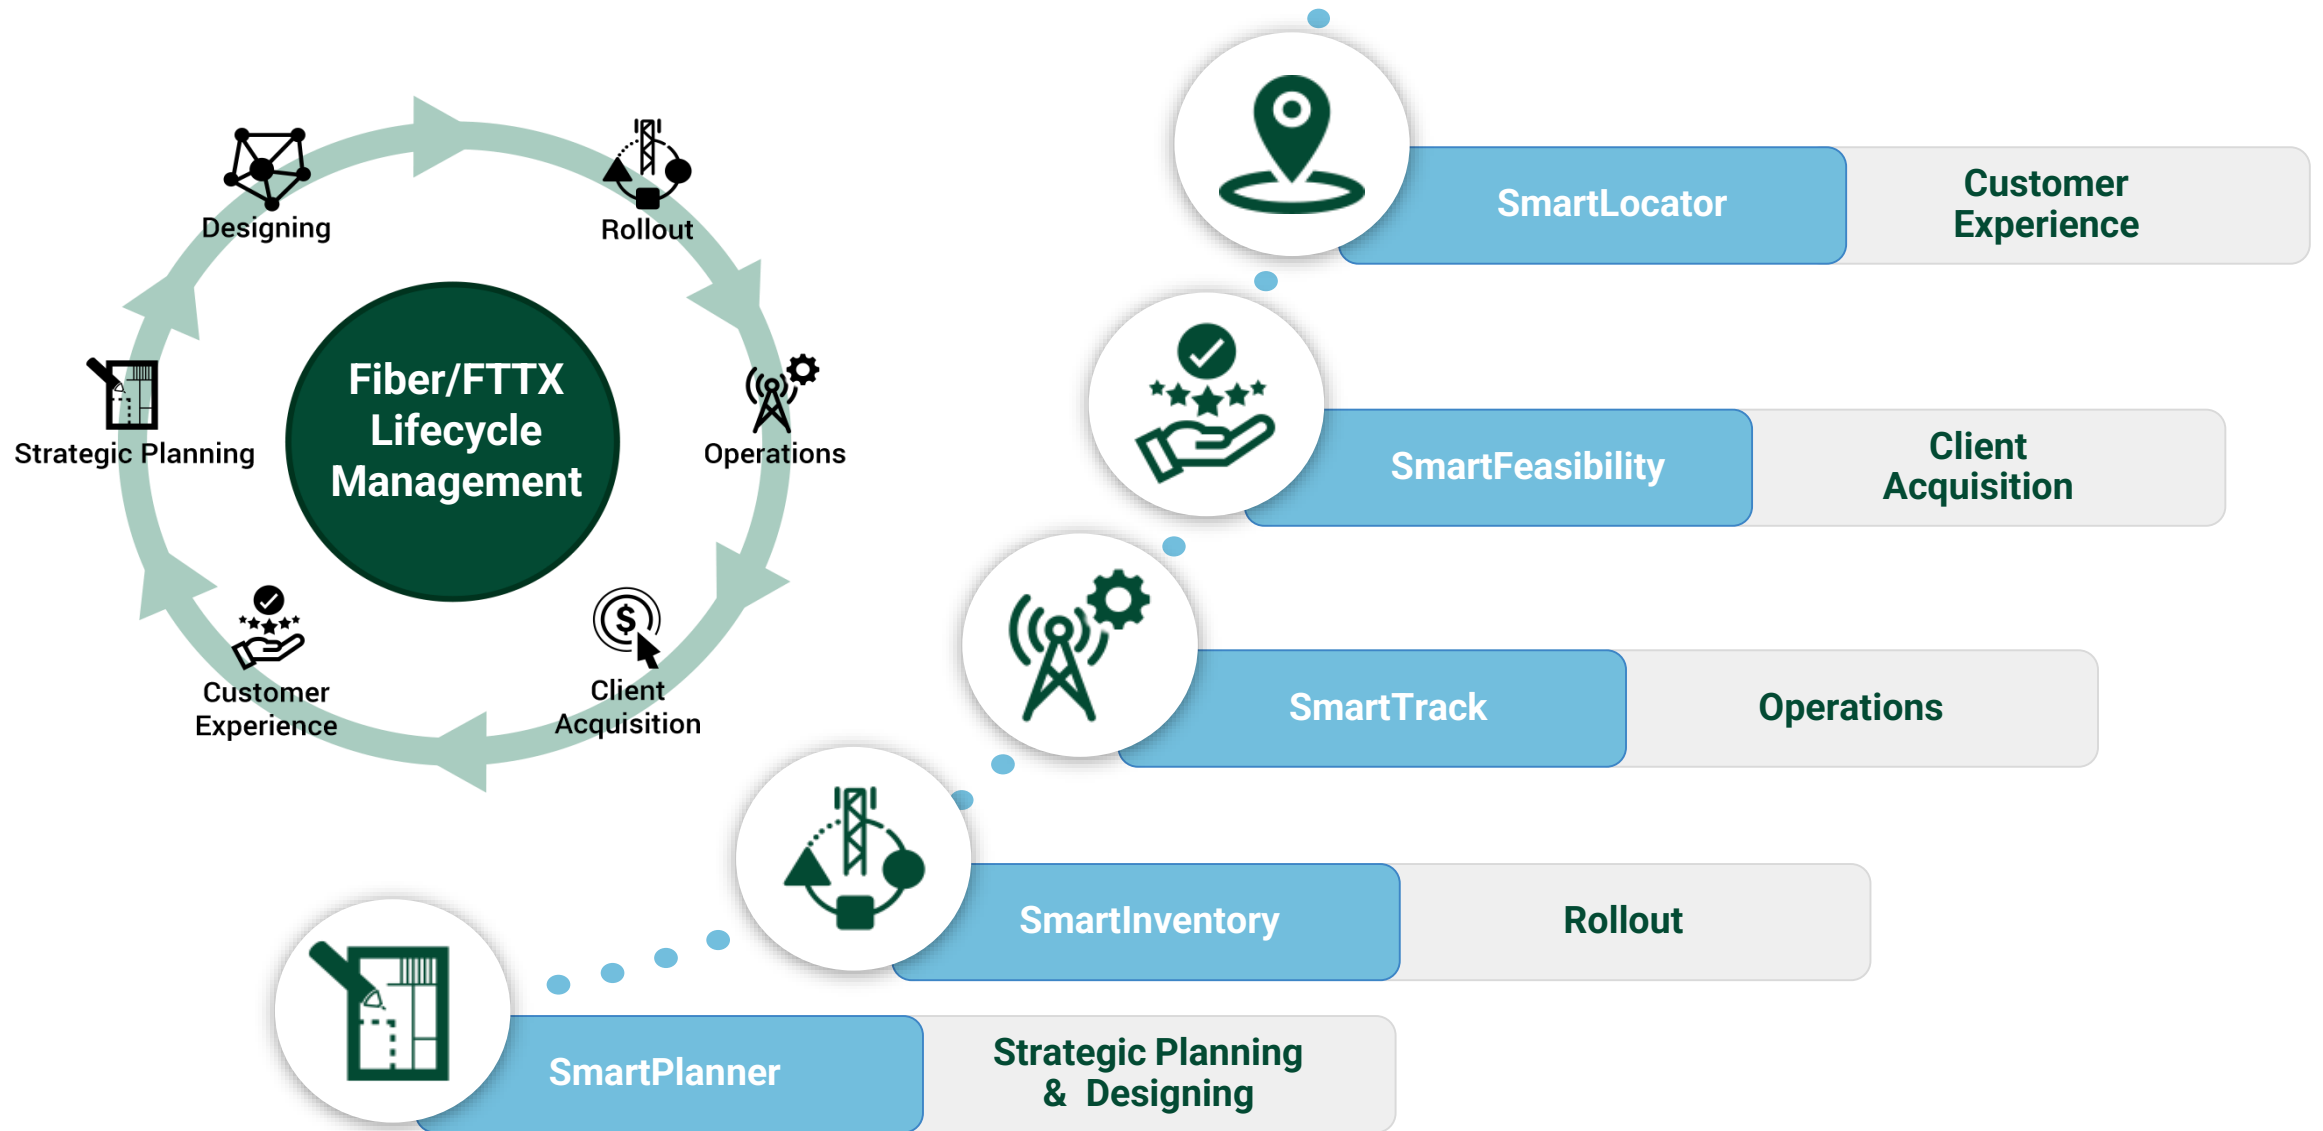 Designing
Rollout
Operations
Client
Acquisition
Customer
Experience
Strategic Planning
Fiber/FTTX
Lifecycle
Management
SmartLocator
Customer
Experience
SmartFeasibility
Client
Acquisition
SmartTrack
Operations
SmartInventory
Rollout
SmartPlanner
Strategic Planning
& Designing